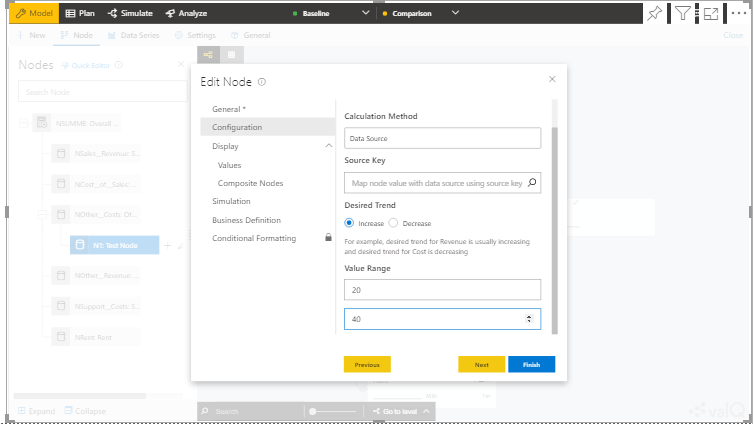 Model
Plan
Simulate
Analyze
Baseline
Comparison
New
Node
Data Series
Settings
General
Close
Nodes
Quick Editor
Search Node
NSUMME: Overall ...
NSales_Revenue: S...
NCost_of_Sales:...
NOther_Costs: Ot...
N1: Test Node
NOther_Revenue: ...
NSupport_Costs: S...
NRent: Rent
Expand
Collapse
Edit Node
General *
Configuration
Display
Values
Composite Nodes
Simulation
Business Definition
Conditional Formatting
Calculation Method
Data Source
Source Key
Map node value with data source using source key
Desired Trend
Increase
Decrease
For example, desired trend for Revenue is usually increasing
and desired trend for Cost is decreasing
Value Range
20
40
Previous
Next
Finish
Search
Go to level
valQ